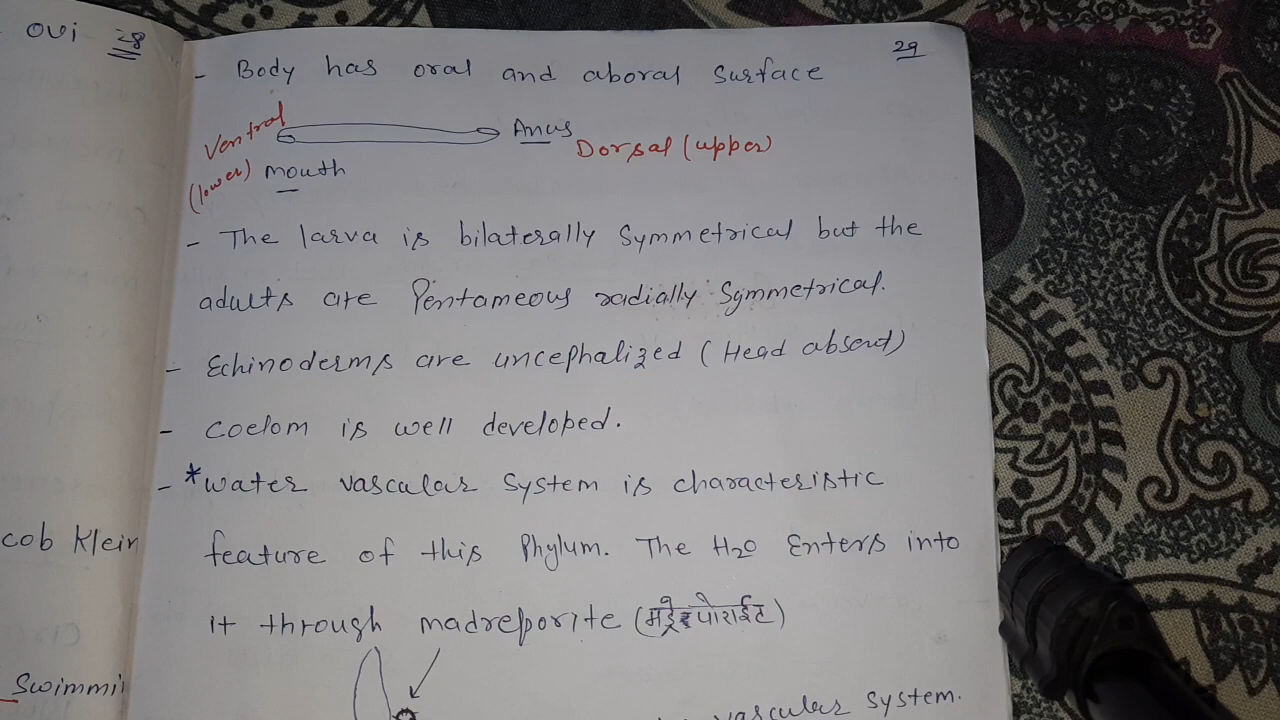 ovi 28
29
- Body has oral and aboral surface
Ventral (lower) mouth
Anus Dorsal (upper)
- The larva is bilaterally symmetrical but the
adults are Pentameous radially symmetrical.
- Echinoderms are uncephalized (Head absent)
- coelom is well developed.
- *water vascular system is characteristic
feature of this Phylum. The H2O Enters into
it through madreporite (मैड्रेपोराईट)
vascular system.
cob Klein
Swimmi